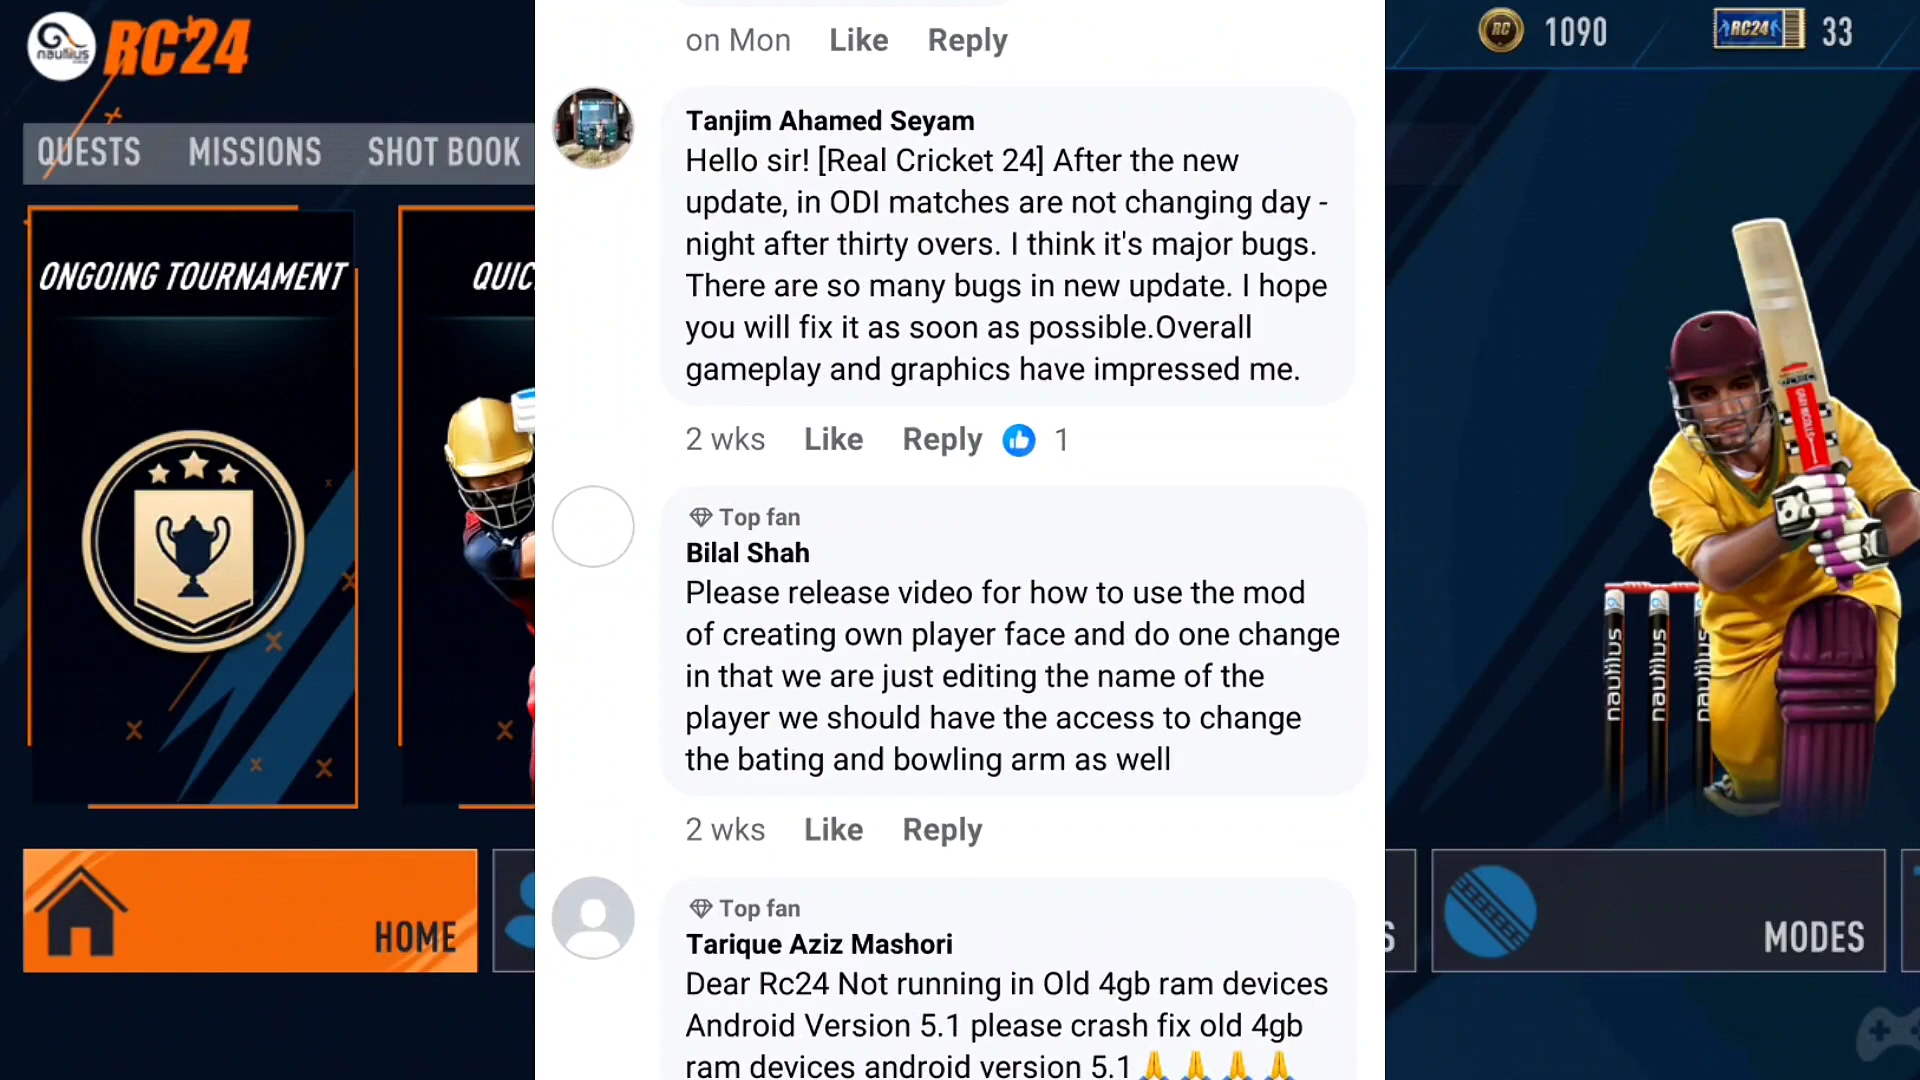 nautilus
RC24
1090
RC24
33
QUESTS MISSIONS SHOT BOOK
ONGOING TOURNAMENT
QUIC
HOME
on Mon Like Reply
Tanjim Ahamed Seyam
Hello sir! [Real Cricket 24] After the new
update, in ODI matches are not changing day -
night after thirty overs. I think it's major bugs.
There are so many bugs in new update. I hope
you will fix it as soon as possible.Overall
gameplay and graphics have impressed me.
2 wks Like Reply 1
Top fan
Bilal Shah
Please release video for how to use the mod
of creating own player face and do one change
in that we are just editing the name of the
player we should have the access to change
the bating and bowling arm as well
2 wks Like Reply
Top fan
Tarique Aziz Mashori
Dear Rc24 Not running in Old 4gb ram devices
Android Version 5.1 please crash fix old 4gb
ram devices android version 5.1🙏🙏🙏🙏
nautilus
nautilus
nautilus
S
MODES